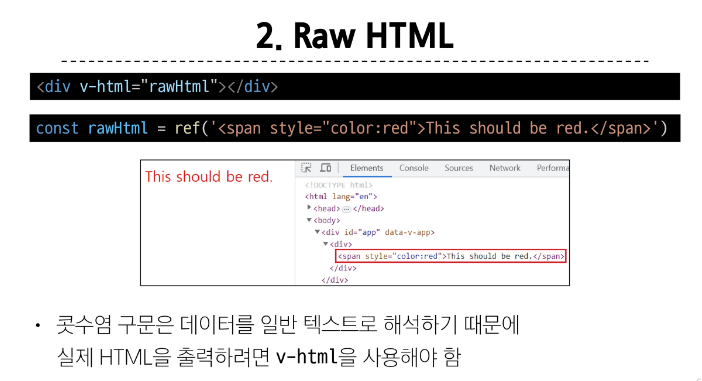 2. Raw HTML
<div v-html="rawHtml"></div>
const rawHtml = ref('<span style="color:red">This should be red.</span>')
This should be red.
Elements Console Sources Network Performa
<!DOCTYPE html>
<html lang="en">
<head> </head>
<body>
<div id="app" data-v-app>
<div>
<span style="color:red">This should be red.</span>
</div>
</div>
• 콧수염 구문은 데이터를 일반 텍스트로 해석하기 때문에
실제 HTML을 출력하려면 v-html을 사용해야 함